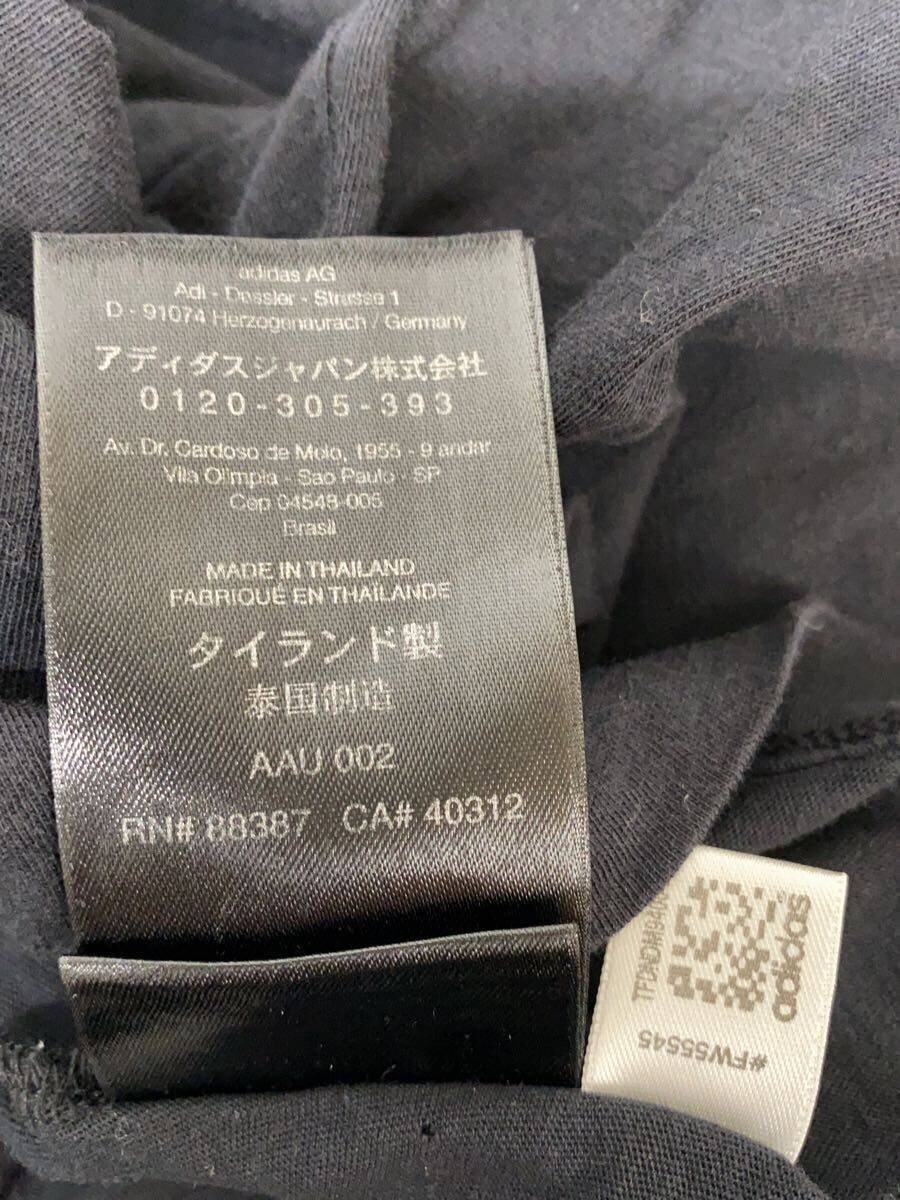 adidas AG
Adi - Dassler - Strasse 1
D - 91074 Herzogenaurach / Germany
アディダスジャパン株式会社
0120-305-393
Av. Dr. Cardoso de Melo, 1955 - 9 andar
Vila Olimpia - Sao Paulo - SP
Cep 04548-005
Brasil
MADE IN THAILAND
FABRIQUÉ EN THAÏLANDE
タイランド製
泰国制造
AAU 002
RN# 88387 CA# 40312
adidas
#FW55545